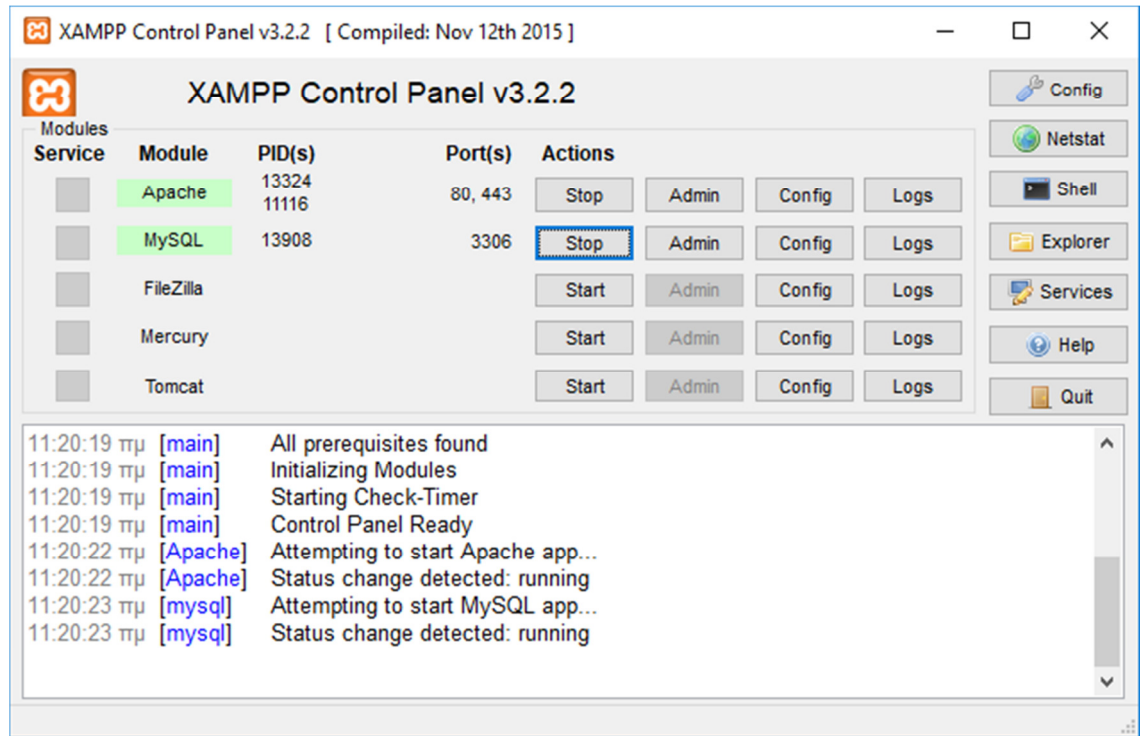 XAMPP Control Panel v3.2.2 [ Compiled: Nov 12th 2015 ]
XAMPP Control Panel v3.2.2
Config
Modules
Netstat
Service Module PID(s) Port(s) Actions
Apache 13324 11116 80, 443 Stop Admin Config Logs
Shell
MySQL 13908 3306 Stop Admin Config Logs
Explorer
FileZilla Start Admin Config Logs
Services
Mercury Start Admin Config Logs
Help
Tomcat Start Admin Config Logs
Quit
11:20:19 πμ [main] All prerequisites found
11:20:19 πμ [main] Initializing Modules
11:20:19 πμ [main] Starting Check-Timer
11:20:19 πμ [main] Control Panel Ready
11:20:22 πμ [Apache] Attempting to start Apache app...
11:20:22 πμ [Apache] Status change detected: running
11:20:23 πμ [mysql] Attempting to start MySQL app...
11:20:23 πμ [mysql] Status change detected: running